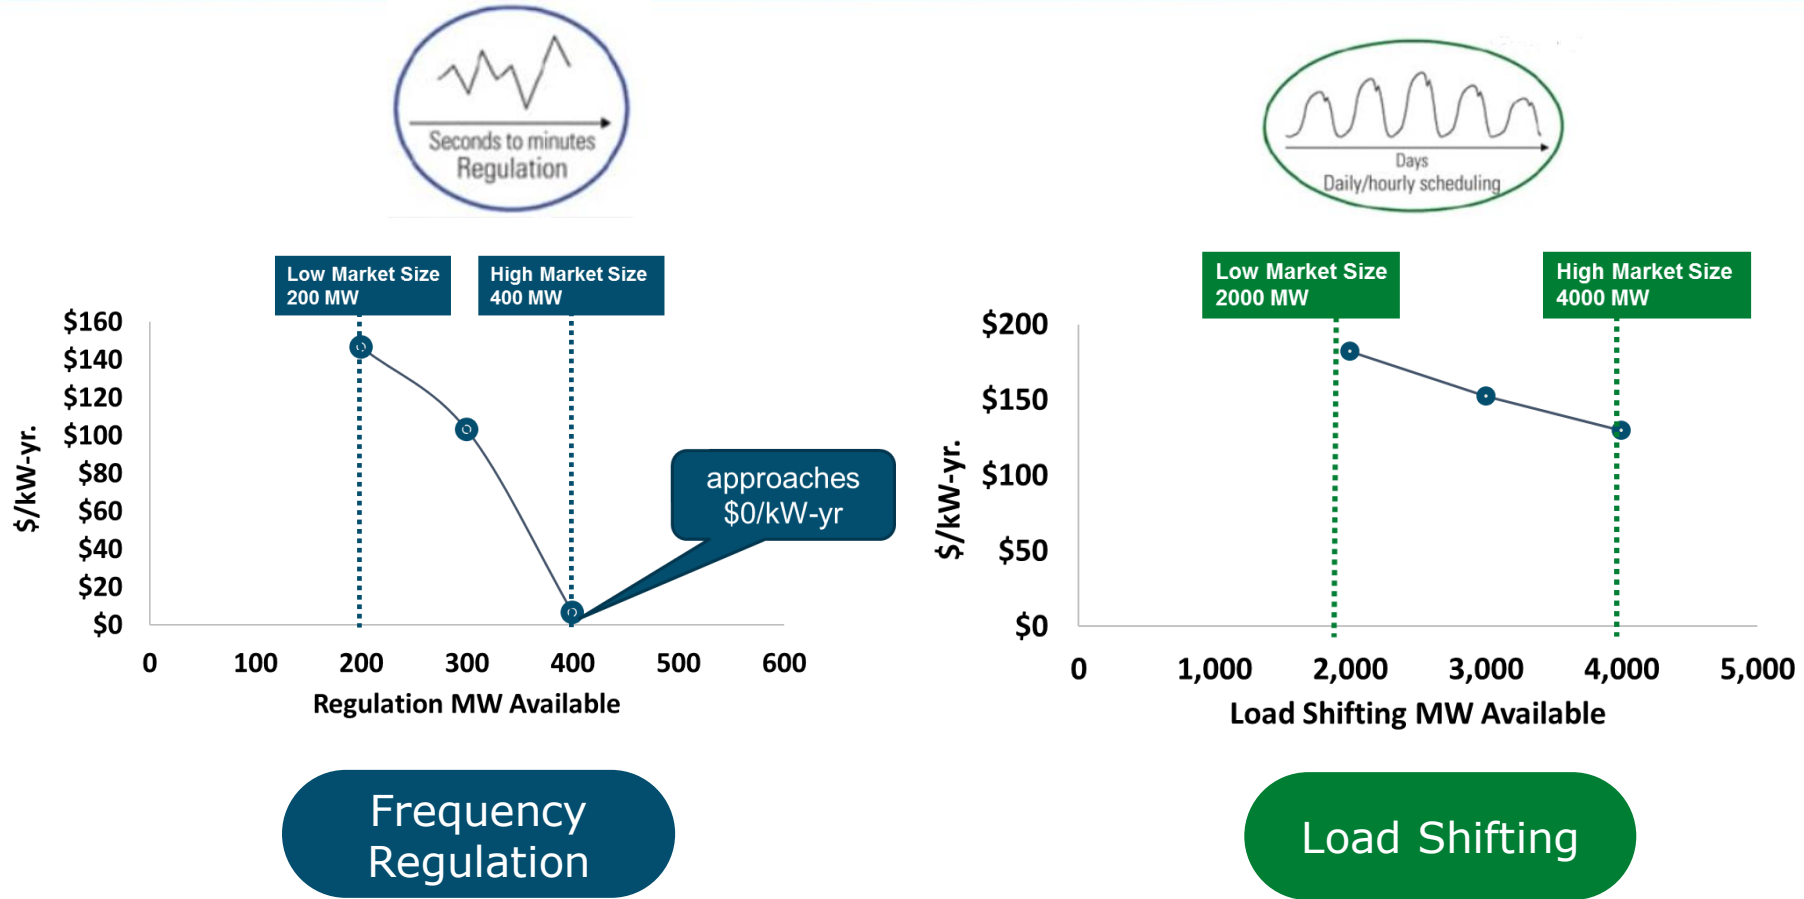 Seconds to minutes
Regulation
Low Market Size
200 MW
High Market Size
400 MW
$160
$140
$120
$100
$80
$60
$40
$20
$0
$/kW-yr.
approaches
$0/kW-yr
0 100 200 300 400 500 600
Regulation MW Available
Frequency
Regulation
Days
Daily/hourly scheduling
Low Market Size
2000 MW
High Market Size
4000 MW
$200
$150
$100
$50
$0
$/kW-yr.
0 1,000 2,000 3,000 4,000 5,000
Load Shifting MW Available
Load Shifting